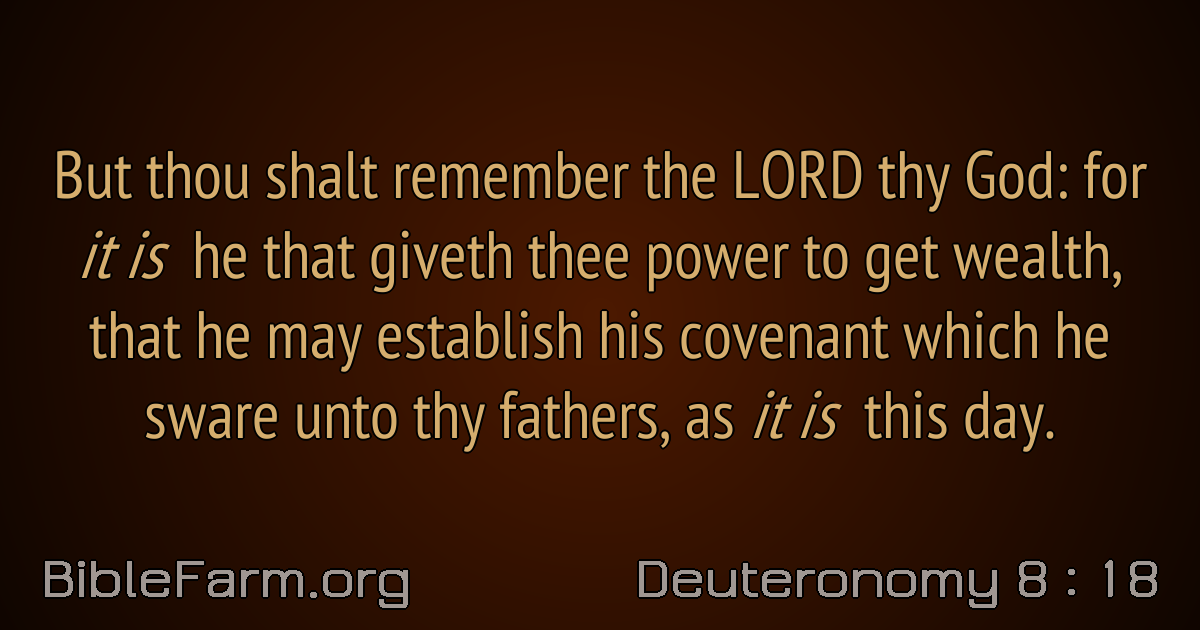 But thou shalt remember the LORD thy God: for
it is he that giveth thee power to get wealth,
that he may establish his covenant which he
sware unto thy fathers, as it is this day.
BibleFarm.org
Deuteronomy 8 : 18